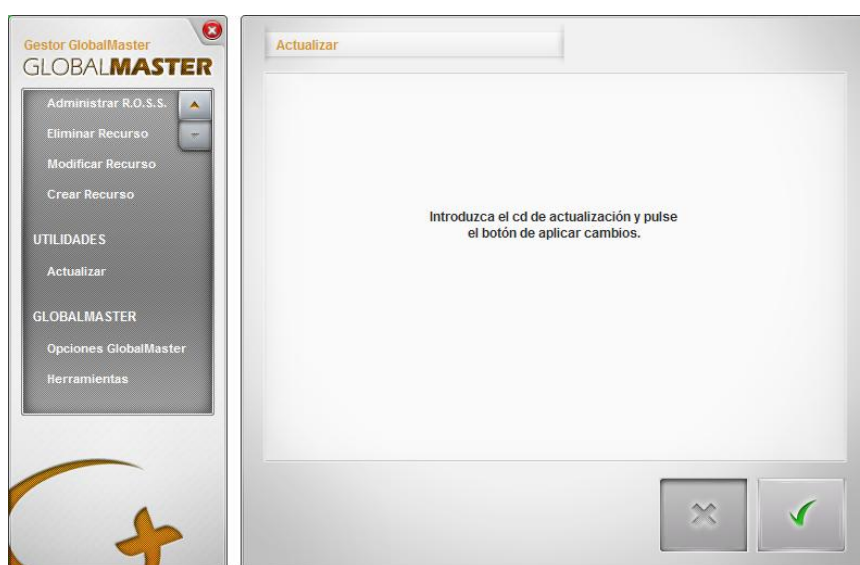 Gestor GlobalMaster
GLOBALMASTER
Administrar R.O.S.S.
Eliminar Recurso
Modificar Recurso
Crear Recurso
UTILIDADES
Actualizar
GLOBALMASTER
Opciones GlobalMaster
Herramientas
Actualizar
Introduzca el cd de actualización y pulse
el botón de aplicar cambios.